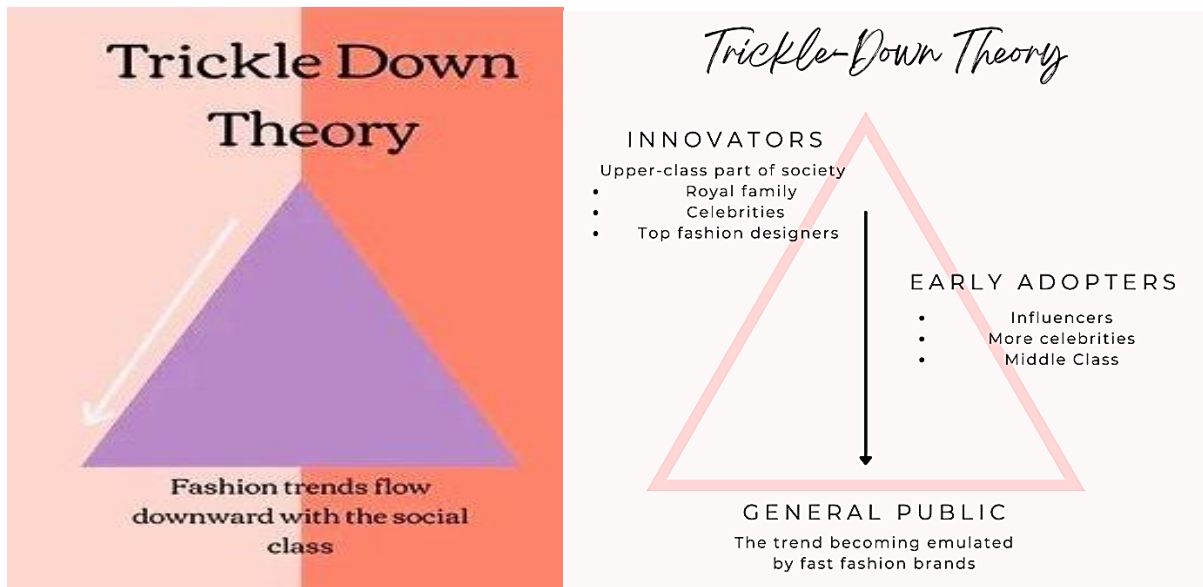 Trickle Down
Theory
Fashion trends flow
downward with the social
class
Trickle-Down Theory
INNOVATORS
Upper-class part of society
• Royal family
• Celebrities
• Top fashion designers
EARLY ADOPTERS
• Influencers
• More celebrities
• Middle Class
GENERAL PUBLIC
The trend becoming emulated
by fast fashion brands